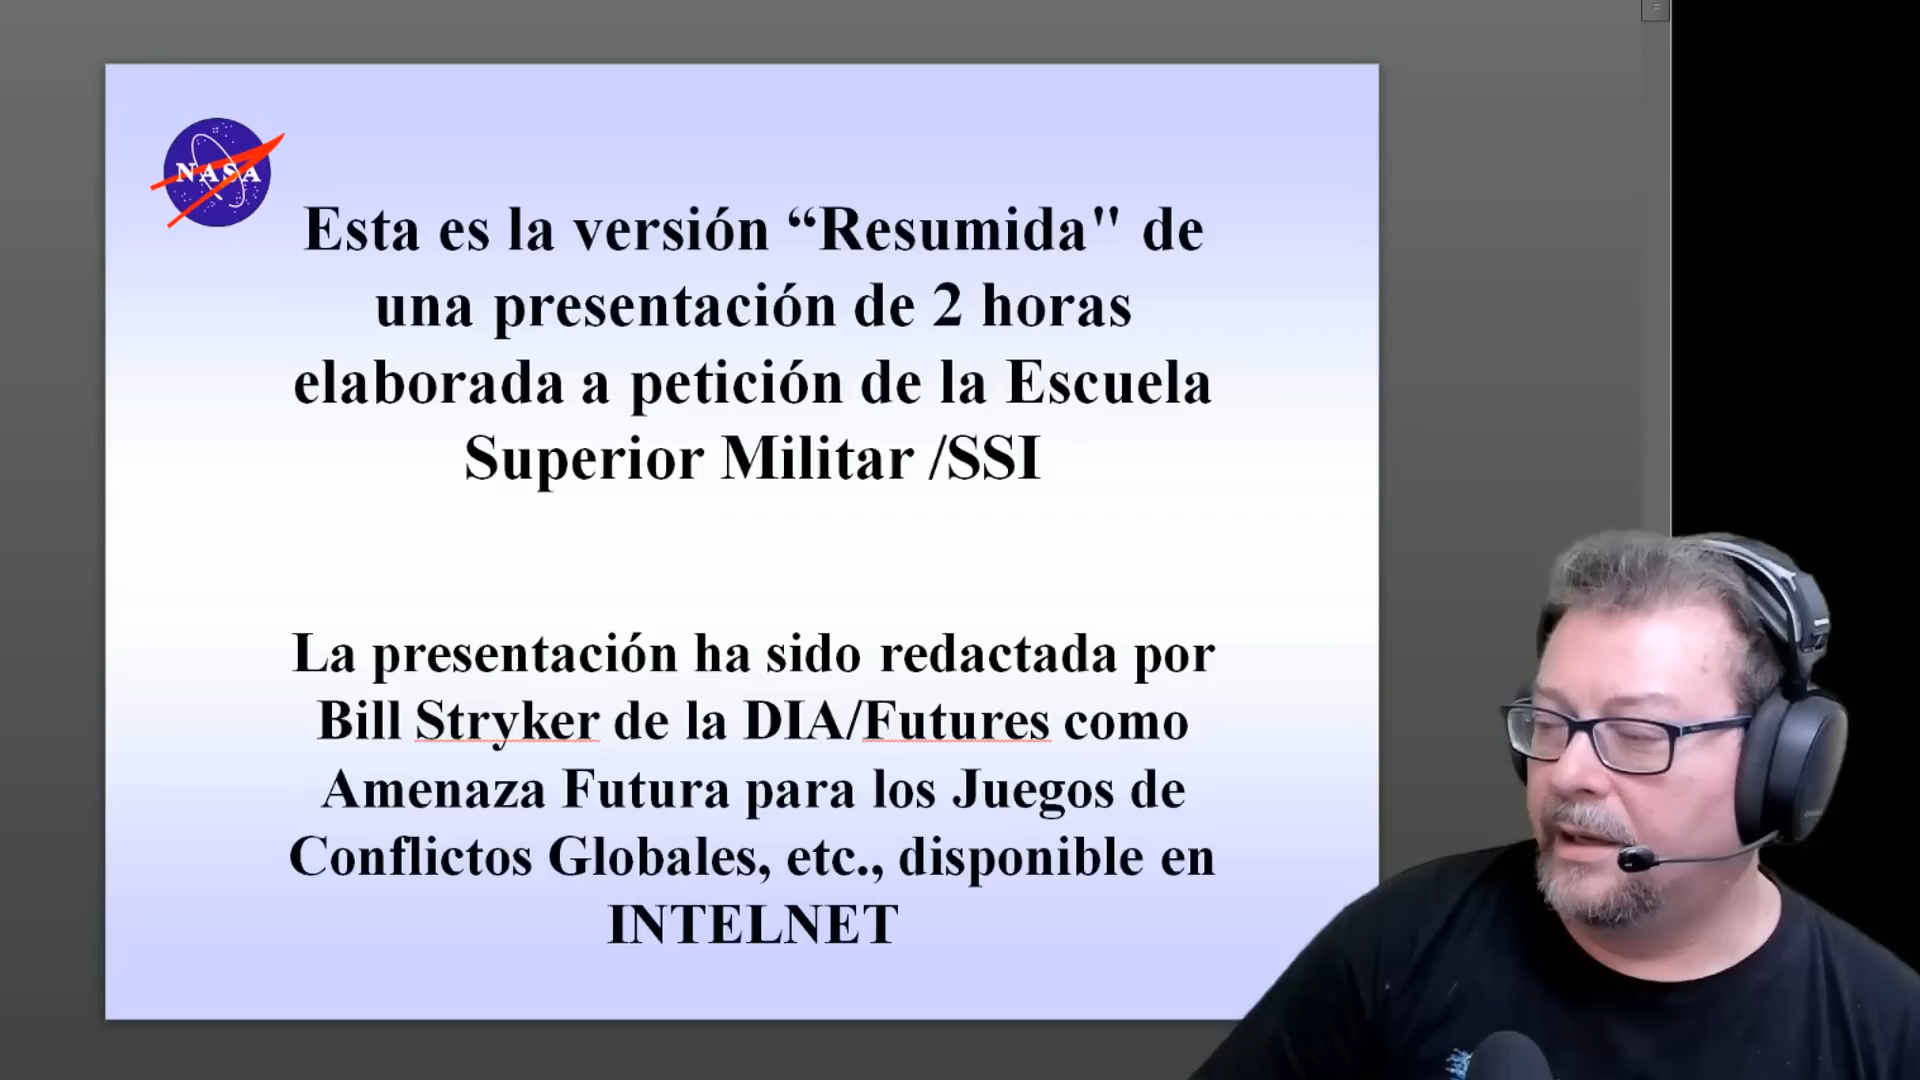 NASA
Esta es la versión “Resumida" de
una presentación de 2 horas
elaborada a petición de la Escuela
Superior Militar /SSI
La presentación ha sido redactada por
Bill Stryker de la DIA/Futures como
Amenaza Futura para los Juegos de
Conflictos Globales, etc., disponible en
INTELNET